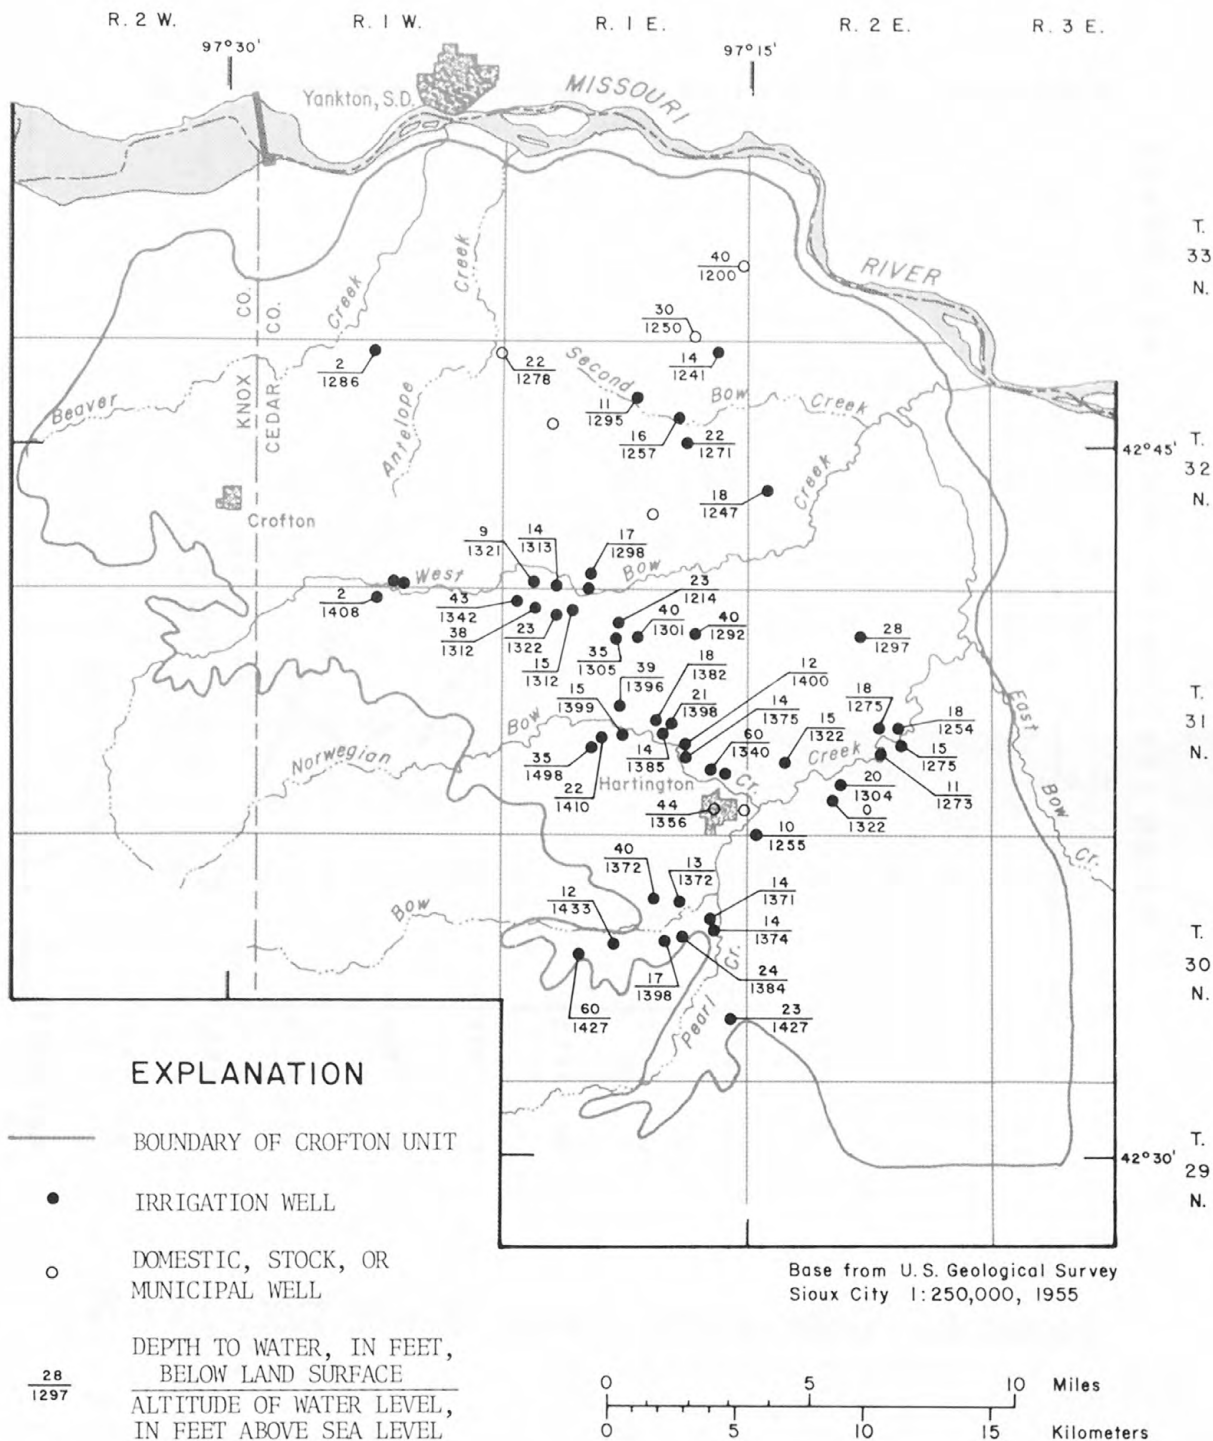 R. 2 W.
R. 1 W.
R. 1 E.
R. 2 E.
R. 3 E.
97°30'
97°15'
Yankton, S.D.
MISSOURI
RIVER
T.
33
N.
T.
32
N.
T.
31
N.
T.
30
N.
T.
29
N.
42°45'
42°30'
KNOX CO.
CEDAR CO.
Beaver
Creek
Antelope
Creek
Second
Bow
Creek
Crofton
West
Bow
Creek
Norwegian
Bow
Creek
Hartington
Cr.
East
Bow
Cr.
Bow
Pearl
Cr.
40
1200
30
1250
14
1241
2
1286
22
1278
11
1295
16
1257
22
1271
18
1247
9
1321
14
1313
17
1298
2
1408
43
1342
38
1312
23
1322
15
1312
23
1214
35
1305
40
1301
40
1292
28
1297
39
1396
18
1382
15
1399
21
1398
12
1400
14
1375
60
1340
15
1322
18
1275
18
1254
15
1275
11
1273
20
1304
0
1322
35
1498
22
1410
14
1385
44
1356
10
1255
40
1372
13
1372
12
1433
14
1371
14
1374
24
1384
17
1398
60
1427
23
1427
EXPLANATION
BOUNDARY OF CROFTON UNIT
IRRIGATION WELL
DOMESTIC, STOCK, OR
MUNICIPAL WELL
28
1297
DEPTH TO WATER, IN FEET,
BELOW LAND SURFACE
ALTITUDE OF WATER LEVEL,
IN FEET ABOVE SEA LEVEL
Base from U.S. Geological Survey
Sioux City 1:250,000, 1955
0 5 10 Miles
0 5 10 15 Kilometers